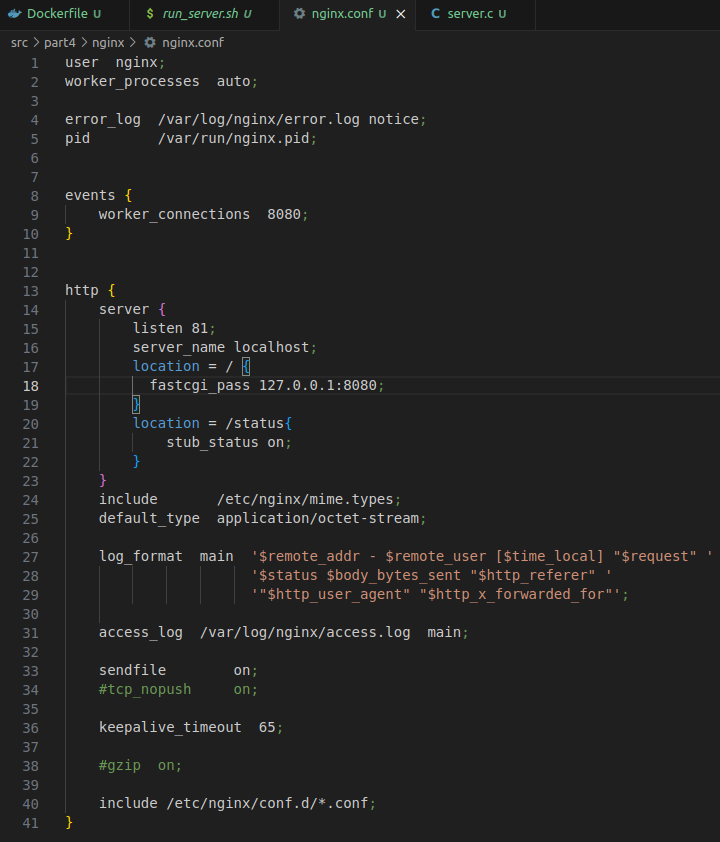 Dockerfile U
$ run_server.sh U
nginx.conf U ×
C server.c U
src > part4 > nginx > nginx.conf
1 user  nginx;
2 worker_processes  auto;
3
4 error_log  /var/log/nginx/error.log notice;
5 pid        /var/run/nginx.pid;
6
7
8 events {
9     worker_connections  8080;
10 }
11
12
13 http {
14     server {
15         listen 81;
16         server_name localhost;
17         location = / {
18           fastcgi_pass 127.0.0.1:8080;
19         }
20         location = /status{
21             stub_status on;
22         }
23     }
24     include       /etc/nginx/mime.types;
25     default_type  application/octet-stream;
26
27     log_format  main  '$remote_addr - $remote_user [$time_local] "$request" '
28                       '$status $body_bytes_sent "$http_referer" '
29                       '"$http_user_agent" "$http_x_forwarded_for"';
30
31     access_log  /var/log/nginx/access.log  main;
32
33     sendfile        on;
34     #tcp_nopush     on;
35
36     keepalive_timeout  65;
37
38     #gzip  on;
39
40     include /etc/nginx/conf.d/*.conf;
41 }